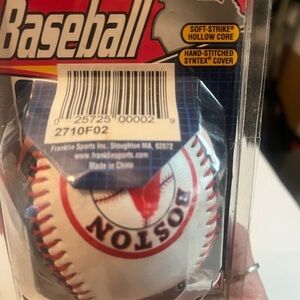 Baseball
SOFT-STRIKE®
HOLLOW CORE
HAND-STITCHED
SYNTEX® COVER
0 25725 00002 9
2710F02
Franklin Sports Inc. Stoughton MA, 02072
www.franklinsports.com
Made in China
BOSTON